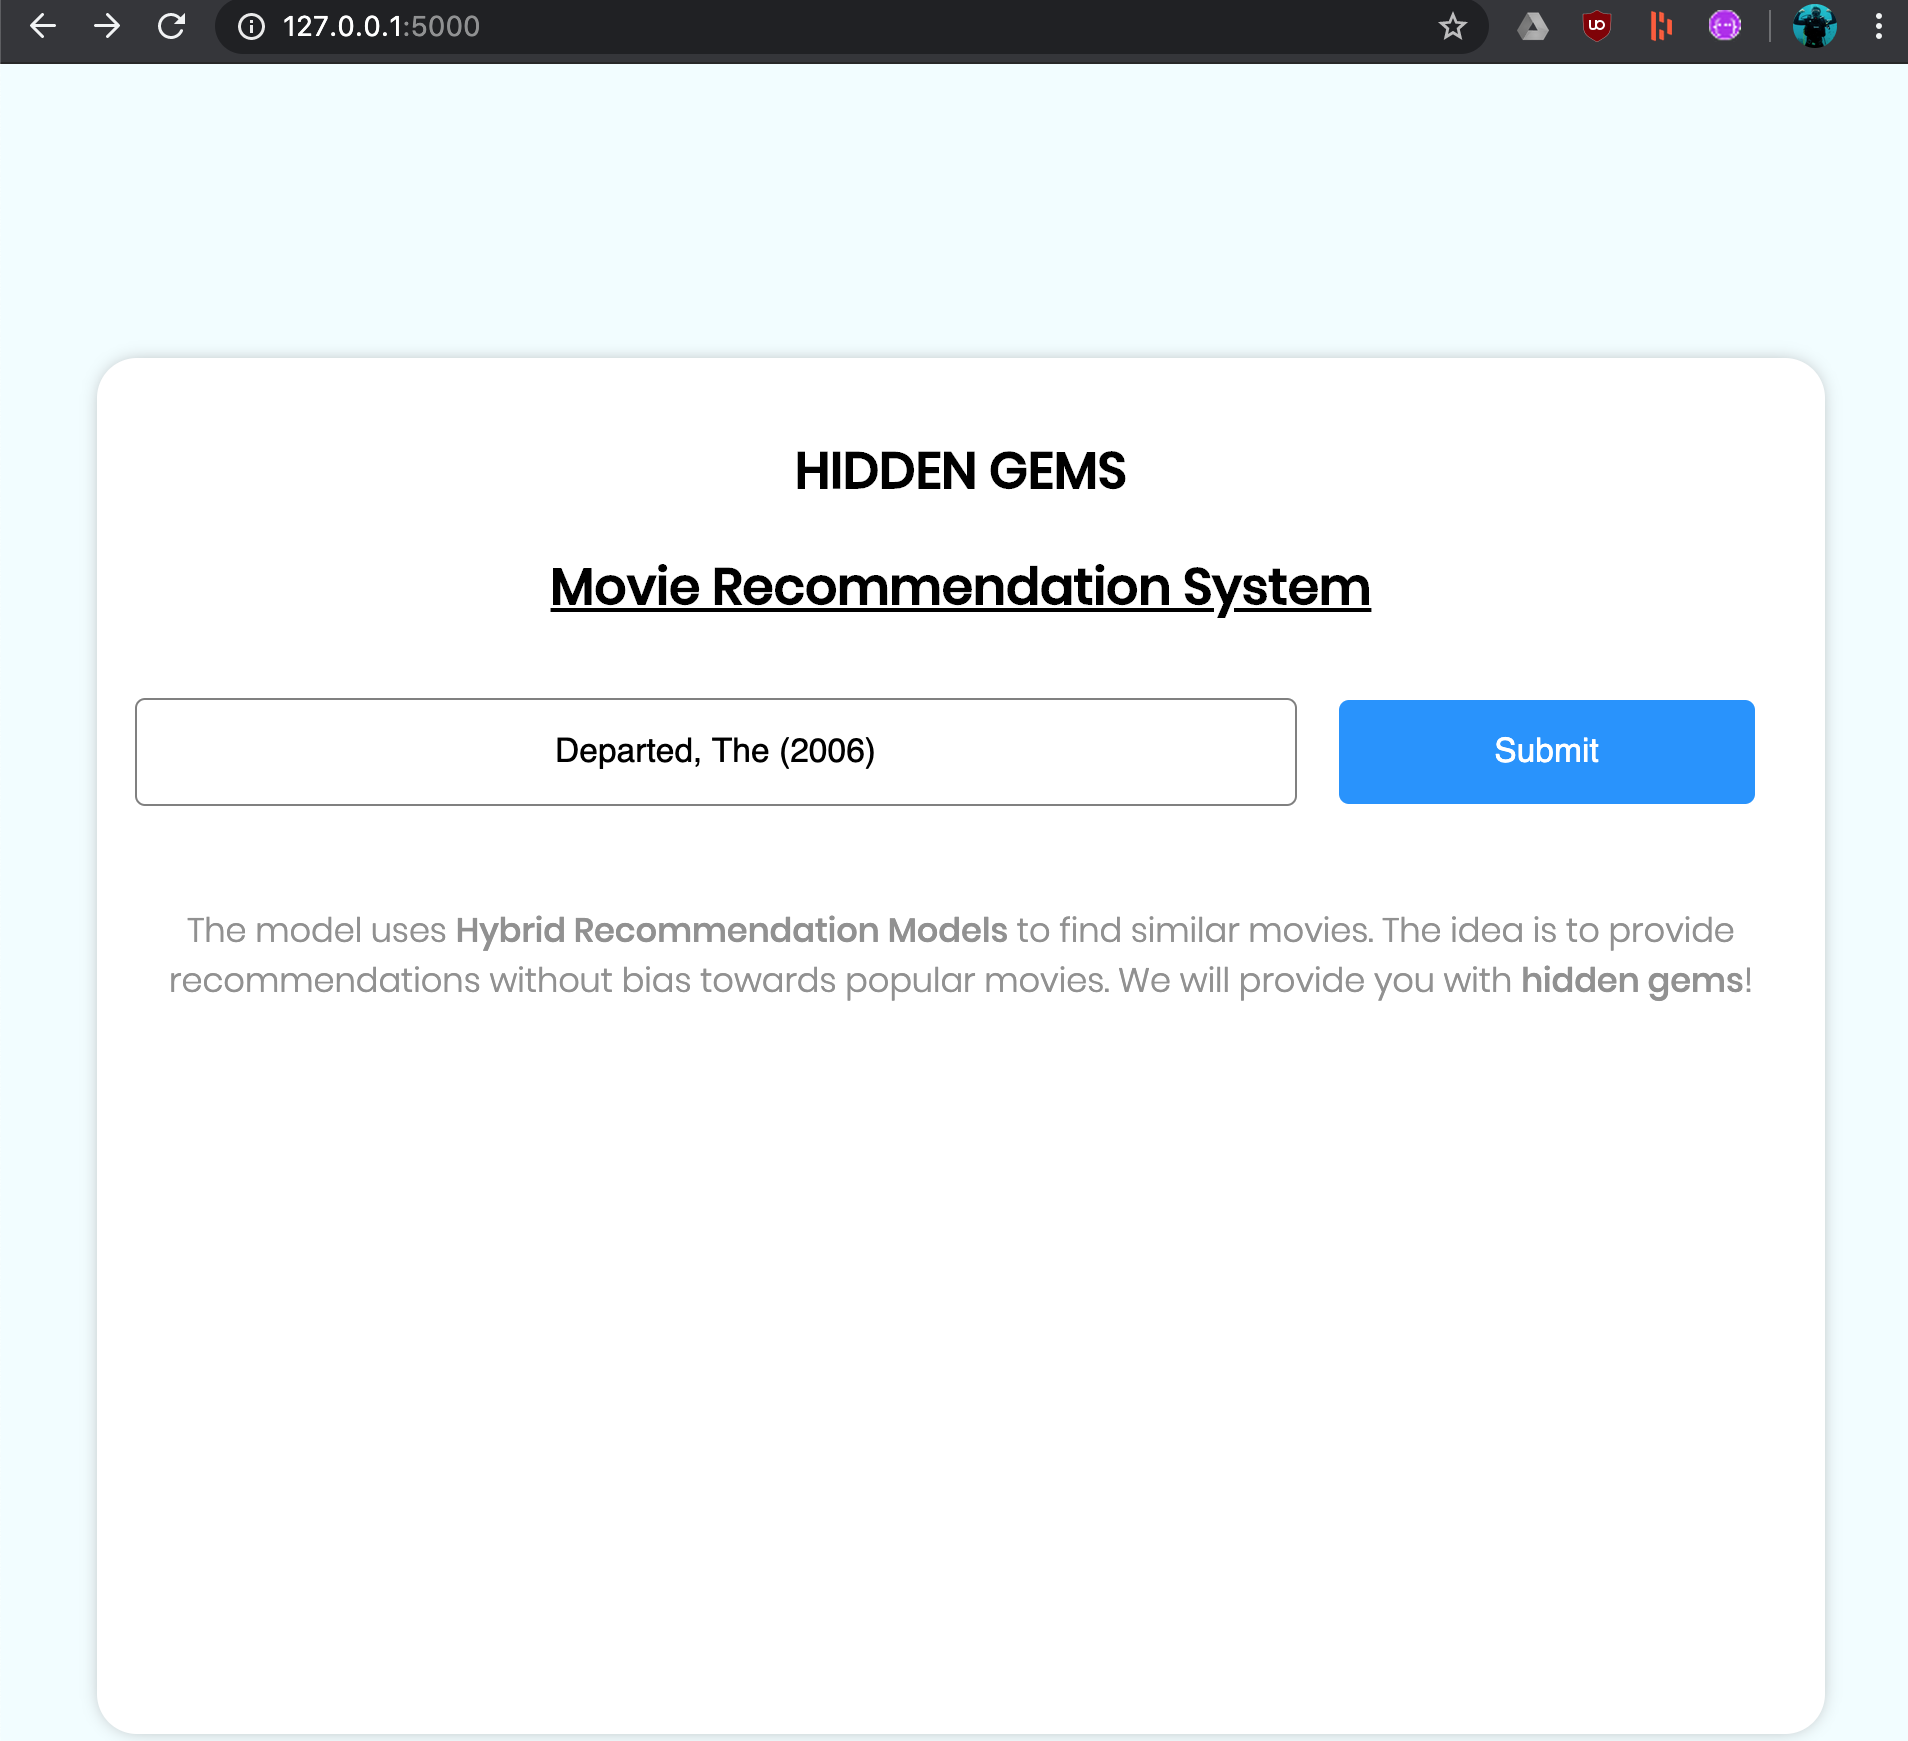 127.0.0.1:5000
HIDDEN GEMS
Movie Recommendation System
Departed, The (2006)
Submit
The model uses Hybrid Recommendation Models to find similar movies. The idea is to provide
recommendations without bias towards popular movies. We will provide you with hidden gems!